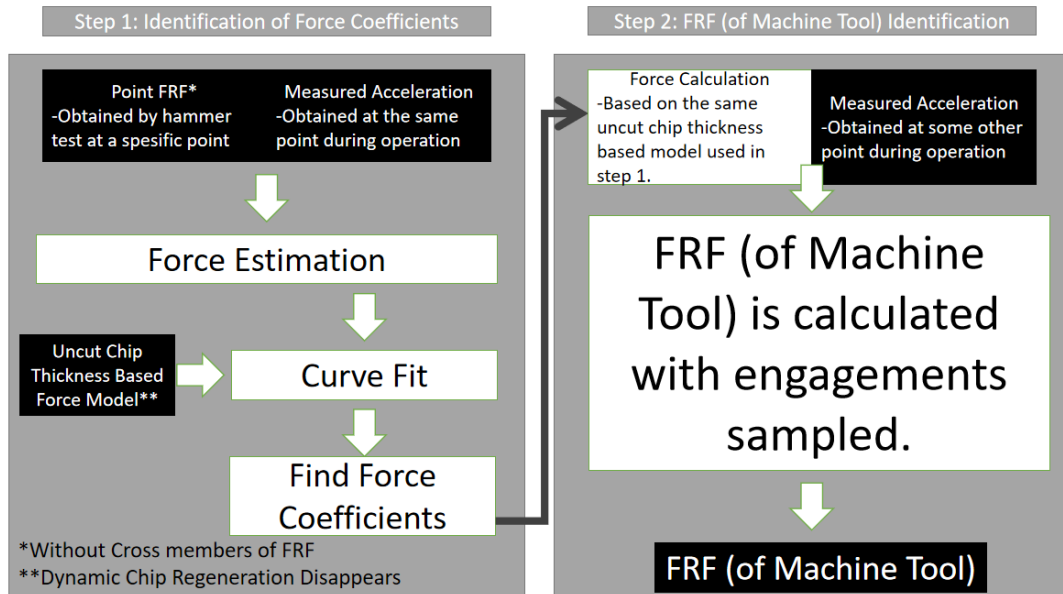 Step 1: Identification of Force Coefficients
Point FRF*
-Obtained by hammer
test at a spesific point
Measured Acceleration
-Obtained at the same
point during operation
Force Estimation
Uncut Chip
Thickness Based
Force Model**
Curve Fit
Find Force
Coefficients
*Without Cross members of FRF
**Dynamic Chip Regeneration Disappears
Step 2: FRF (of Machine Tool) Identification
Force Calculation
-Based on the same
uncut chip thickness
based model used in
step 1.
Measured Acceleration
-Obtained at some other
point during operation
FRF (of Machine
Tool) is calculated
with engagements
sampled.
FRF (of Machine Tool)